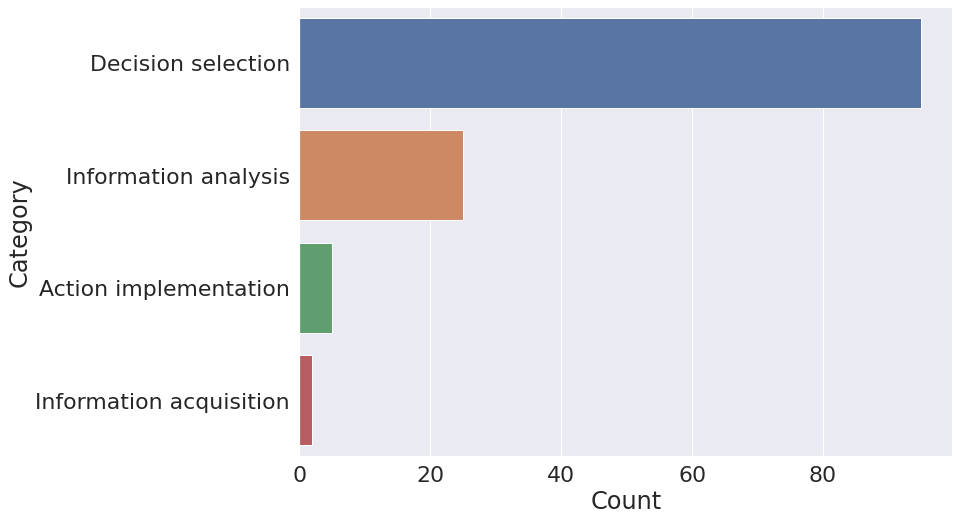 Category
Decision selection
Information analysis
Action implementation
Information acquisition
0 20 40 60 80
Count